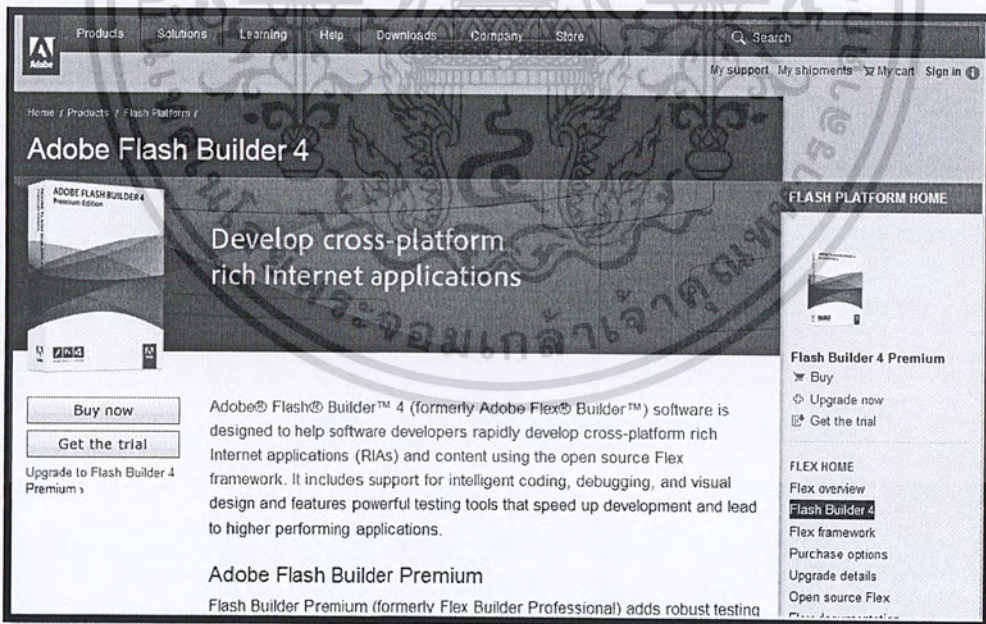 Products Solutions Learning Help Downloads Company Store Search
Adobe
My support My shipments My cart Sign in
Home / Products / Flash Platform /
Adobe Flash Builder 4
ADOBE FLASH BUILDER 4
Premium Edition
Develop cross-platform
rich Internet applications
FLASH PLATFORM HOME
Flash Builder 4 Premium
Buy
Upgrade now
Get the trial
Buy now
Get the trial
Upgrade to Flash Builder 4
Premium ›
Adobe® Flash® Builder™ 4 (formerly Adobe Flex® Builder™) software is
designed to help software developers rapidly develop cross-platform rich
Internet applications (RIAs) and content using the open source Flex
framework. It includes support for intelligent coding, debugging, and visual
design and features powerful testing tools that speed up development and lead
to higher performing applications.
Adobe Flash Builder Premium
Flash Builder Premium (formerly Flex Builder Professional) adds robust testing
FLEX HOME
Flex overview
Flash Builder 4
Flex framework
Purchase options
Upgrade details
Open source Flex